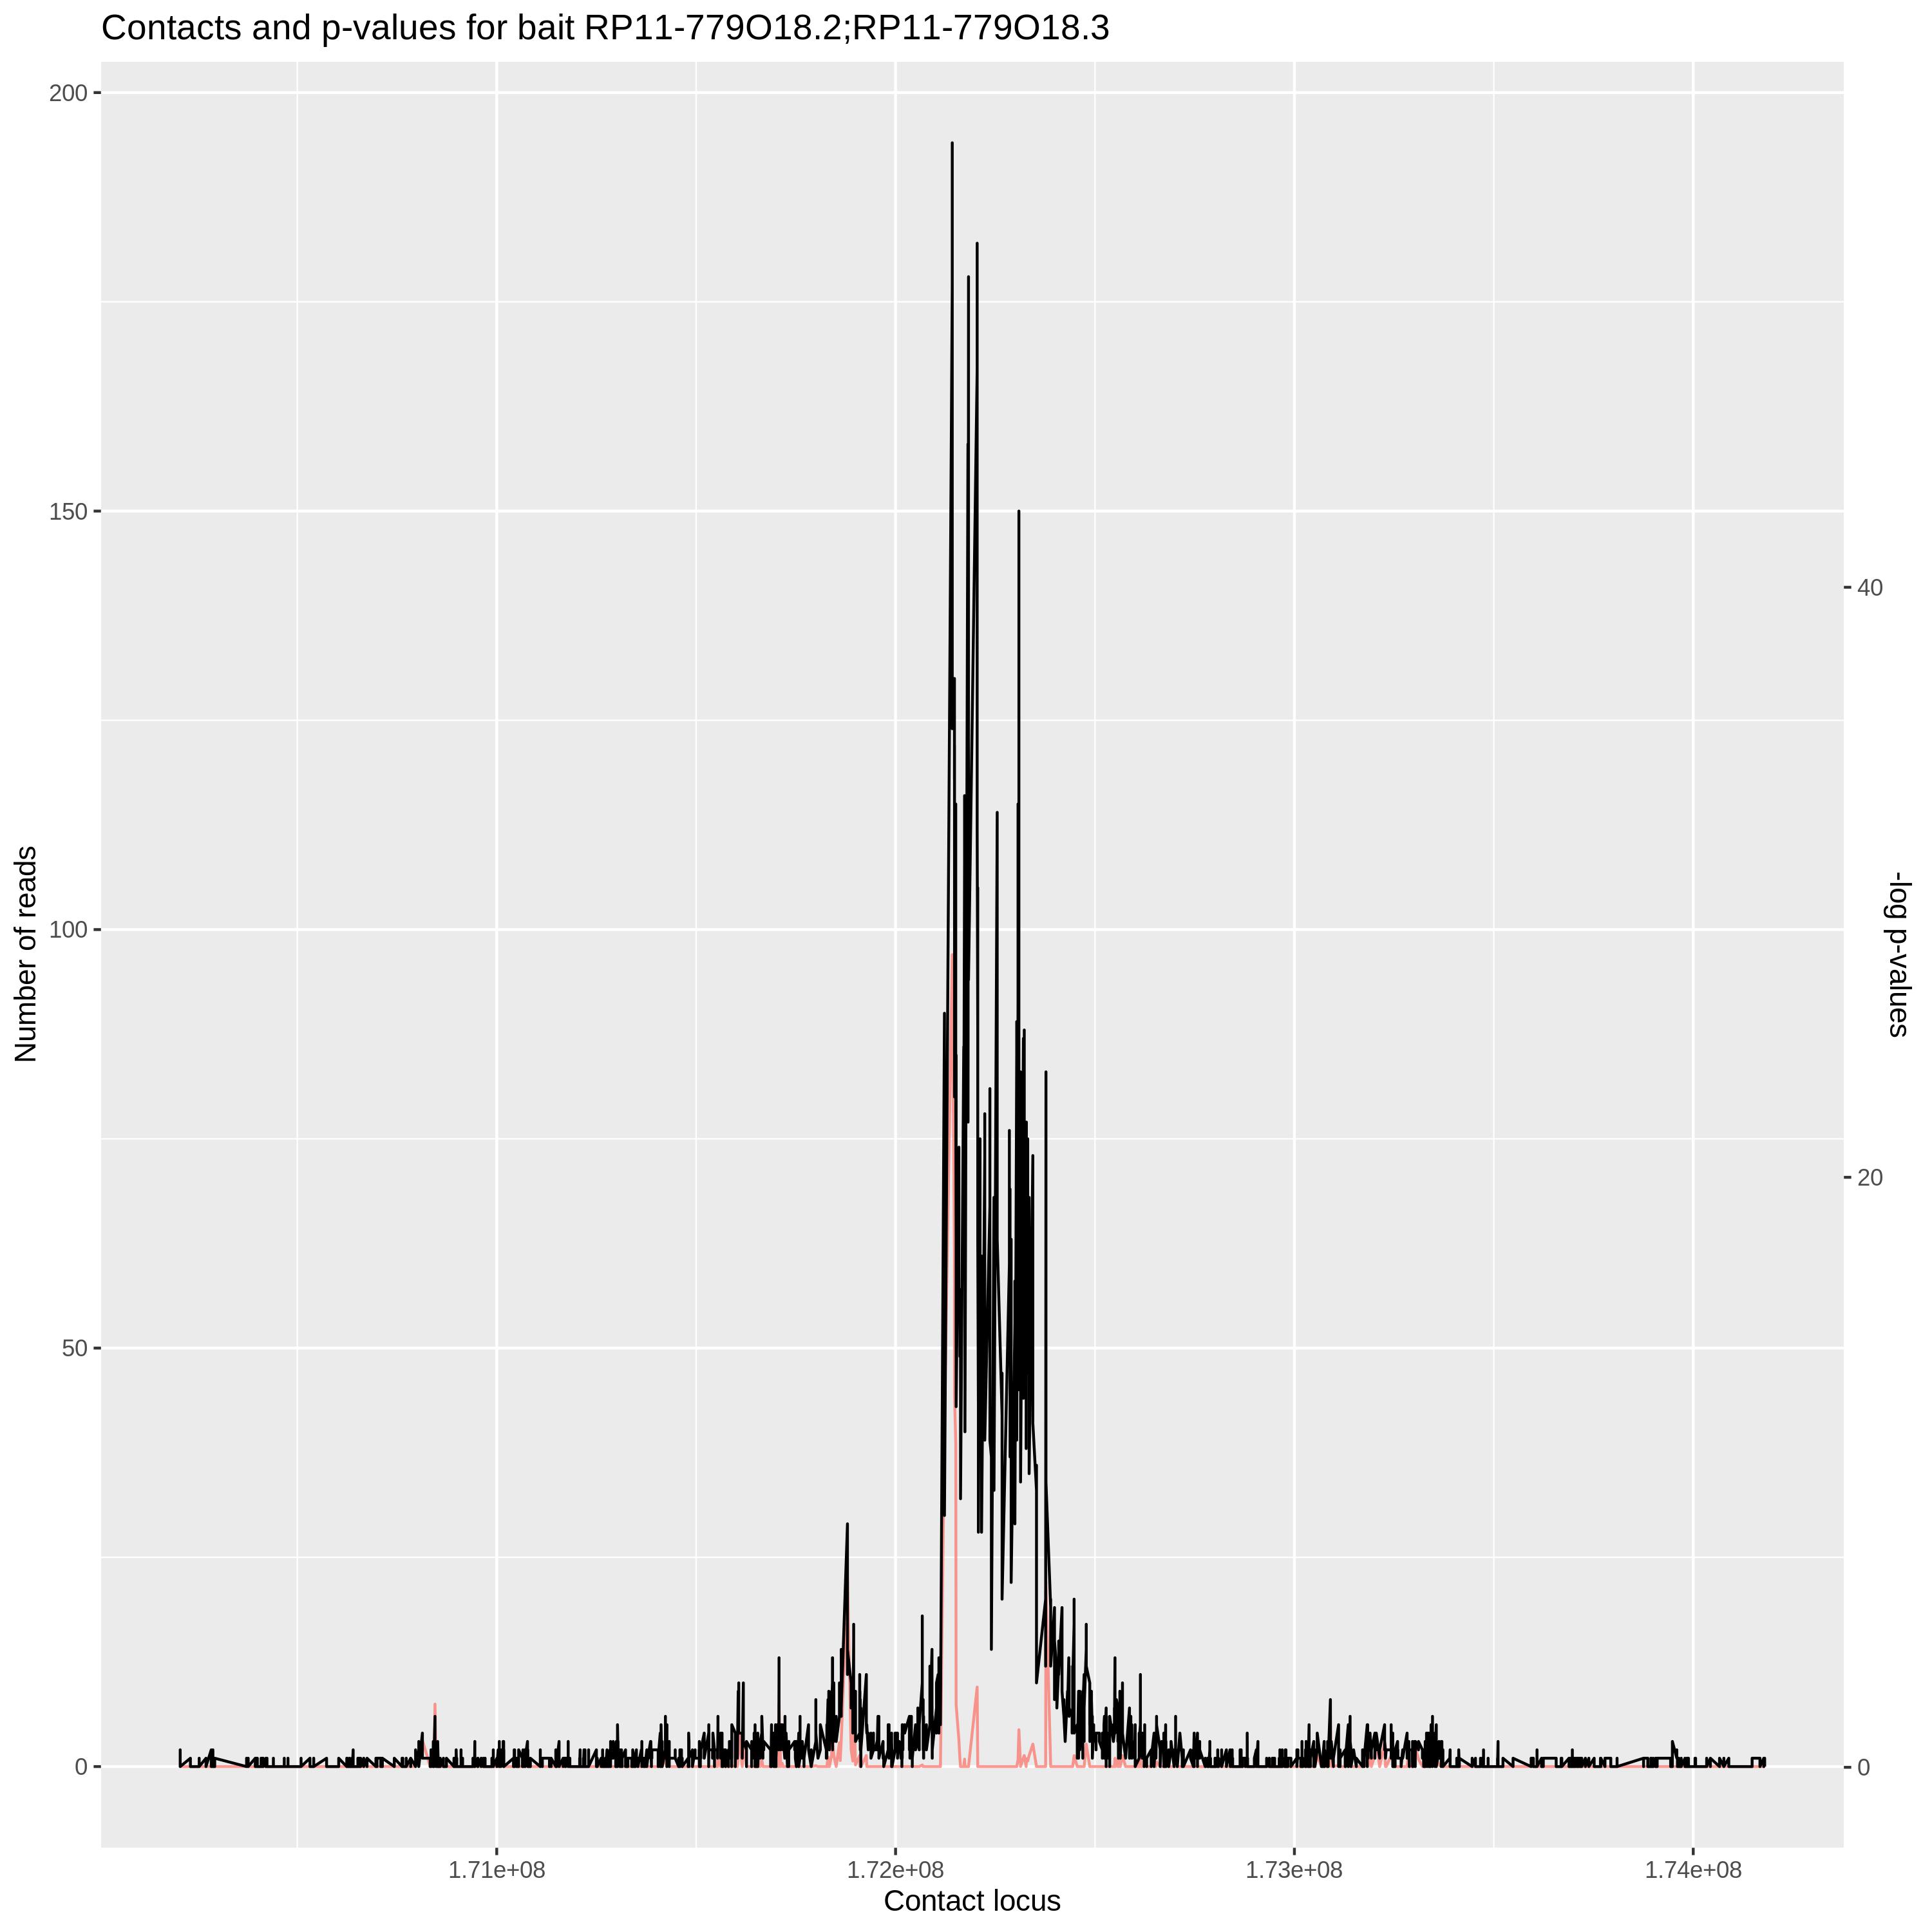 Contacts and p-values for bait RP11-779O18.2;RP11-779O18.3
200
150
100
50
0
Number of reads
40
20
0
-log p-values
1.71e+08
1.72e+08
1.73e+08
1.74e+08
Contact locus